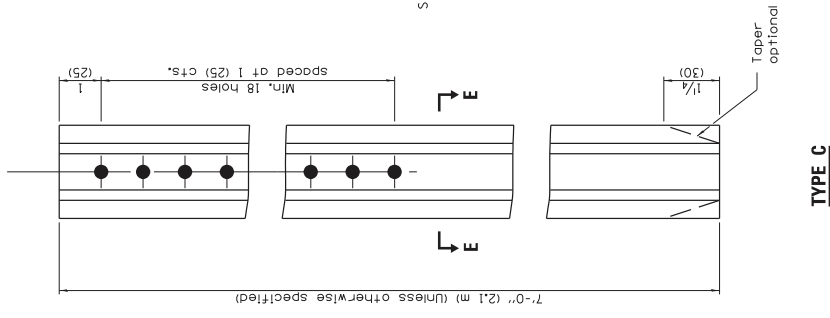 S
1
(25)
Min. 18 holes
spaced at 1 (25) cts.
E
E
1¼
(30)
Taper
optional
7'-0" (2.1 m) (Unless otherwise specified)
TYPE C